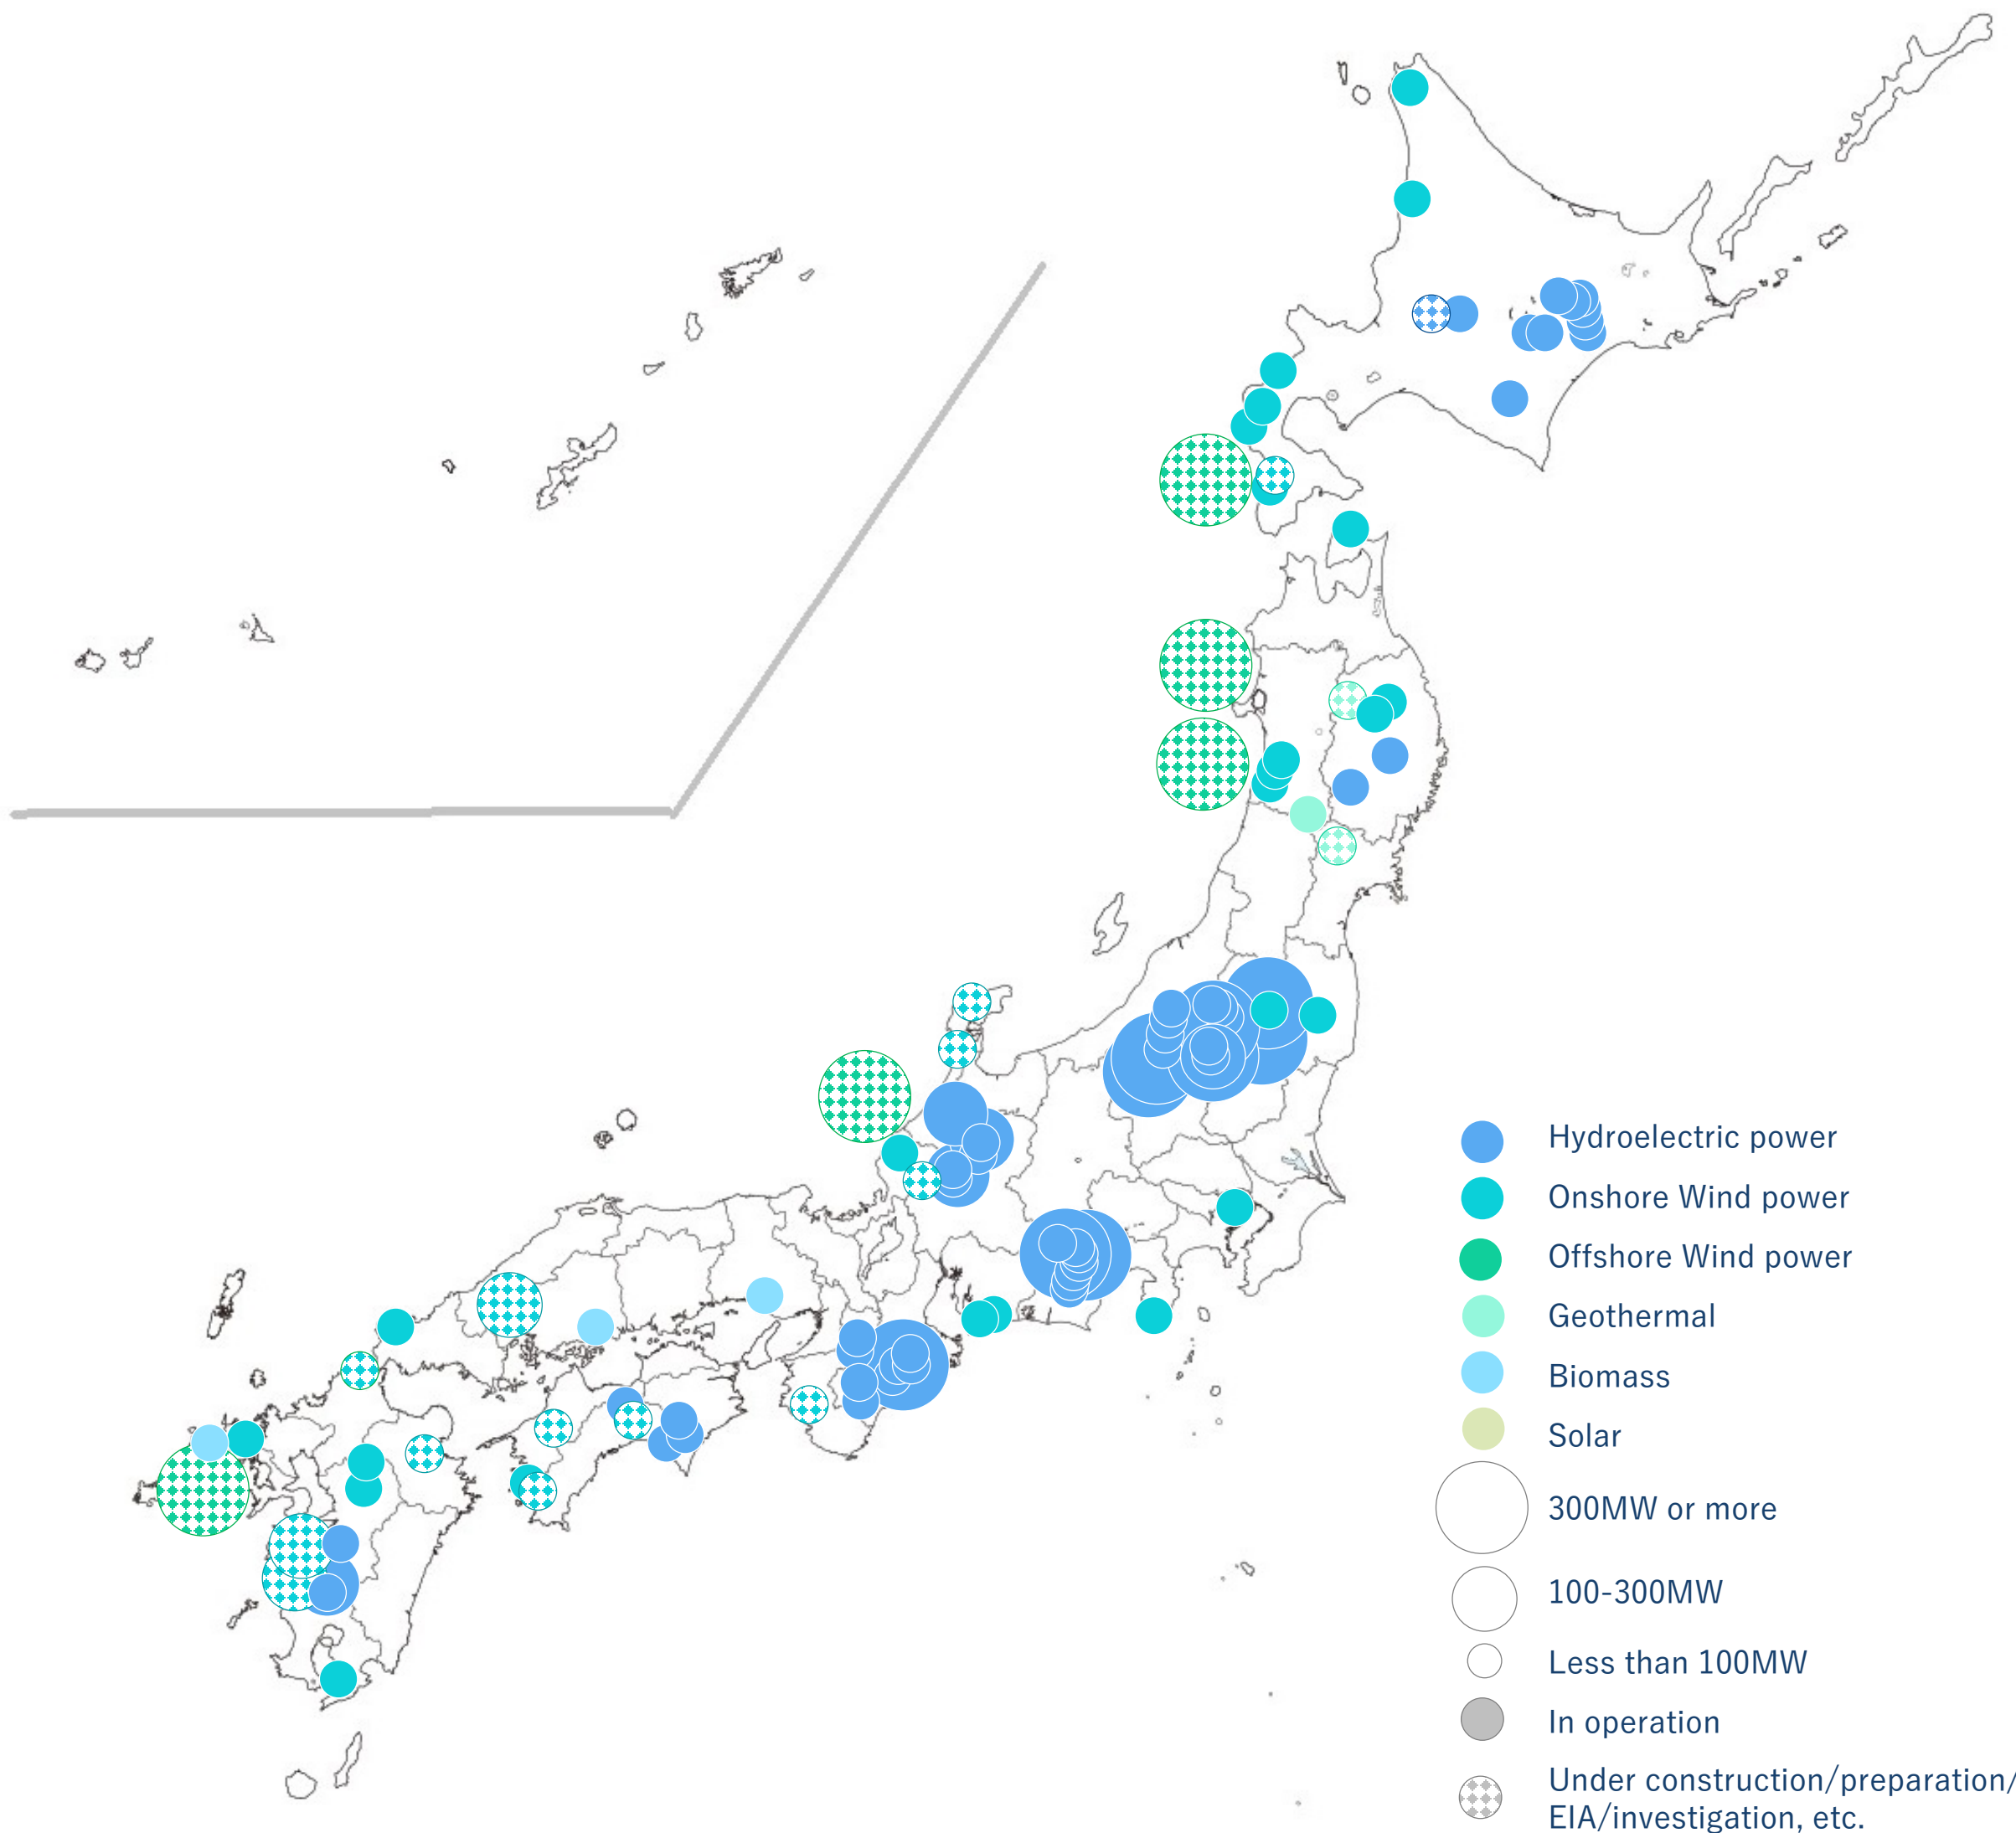 Hydroelectric power
Onshore Wind power
Offshore Wind power
Geothermal
Biomass
Solar
300MW or more
100-300MW
Less than 100MW
In operation
Under construction/preparation/
EIA/investigation, etc.